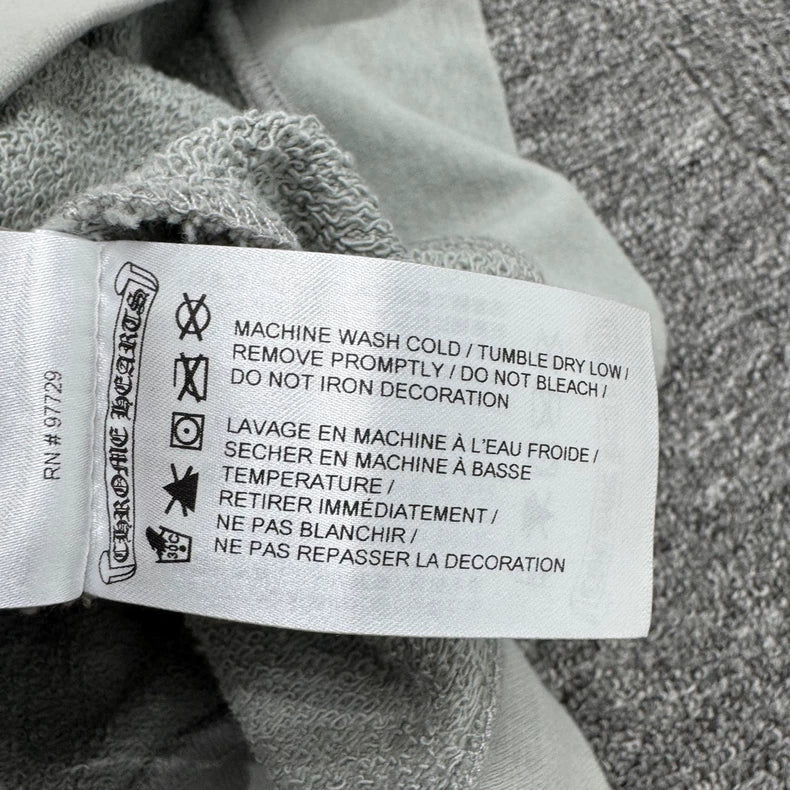 RN # 97729
CHROME HEARTS
MACHINE WASH COLD / TUMBLE DRY LOW /
REMOVE PROMPTLY / DO NOT BLEACH /
DO NOT IRON DECORATION
LAVAGE EN MACHINE À L'EAU FROIDE /
SECHER EN MACHINE À BASSE
TEMPERATURE /
RETIRER IMMÉDIATEMENT /
NE PAS BLANCHIR /
NE PAS REPASSER LA DECORATION
30C